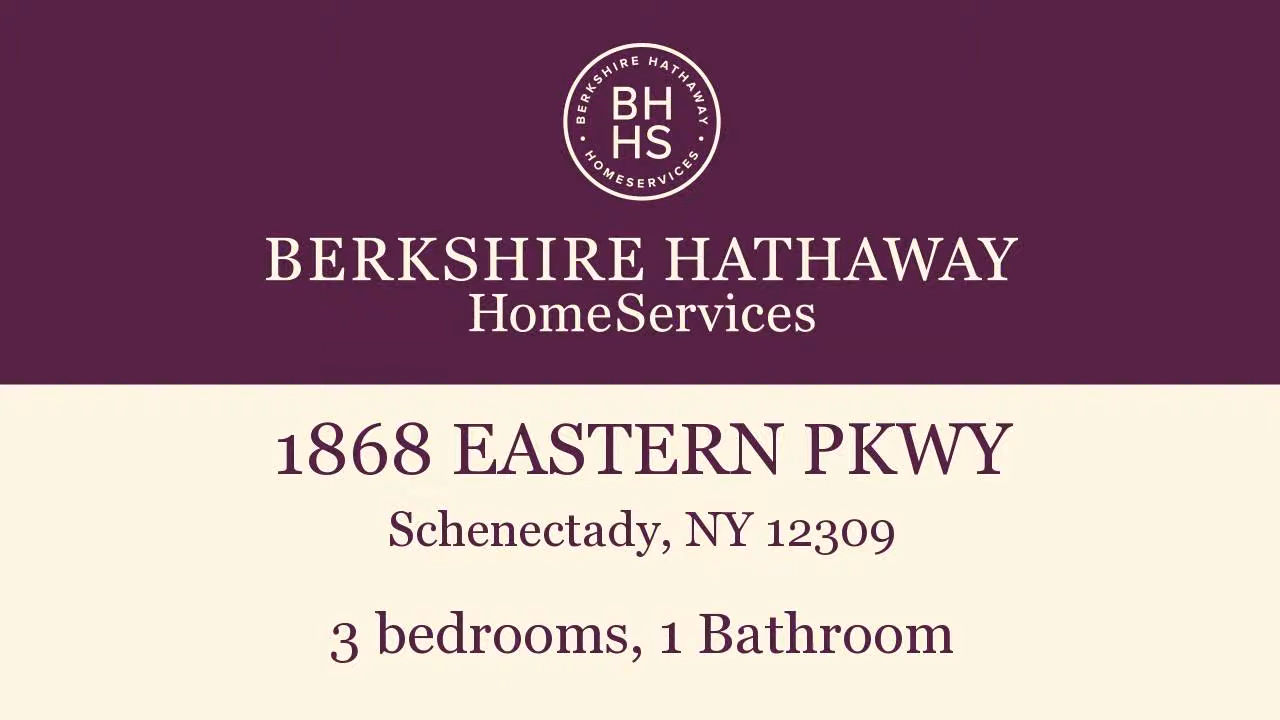 BERKSHIRE HATHAWAY
BH
HS
HOMESERVICES
BERKSHIRE HATHAWAY
HomeServices
1868 EASTERN PKWY
Schenectady, NY 12309
3 bedrooms, 1 Bathroom